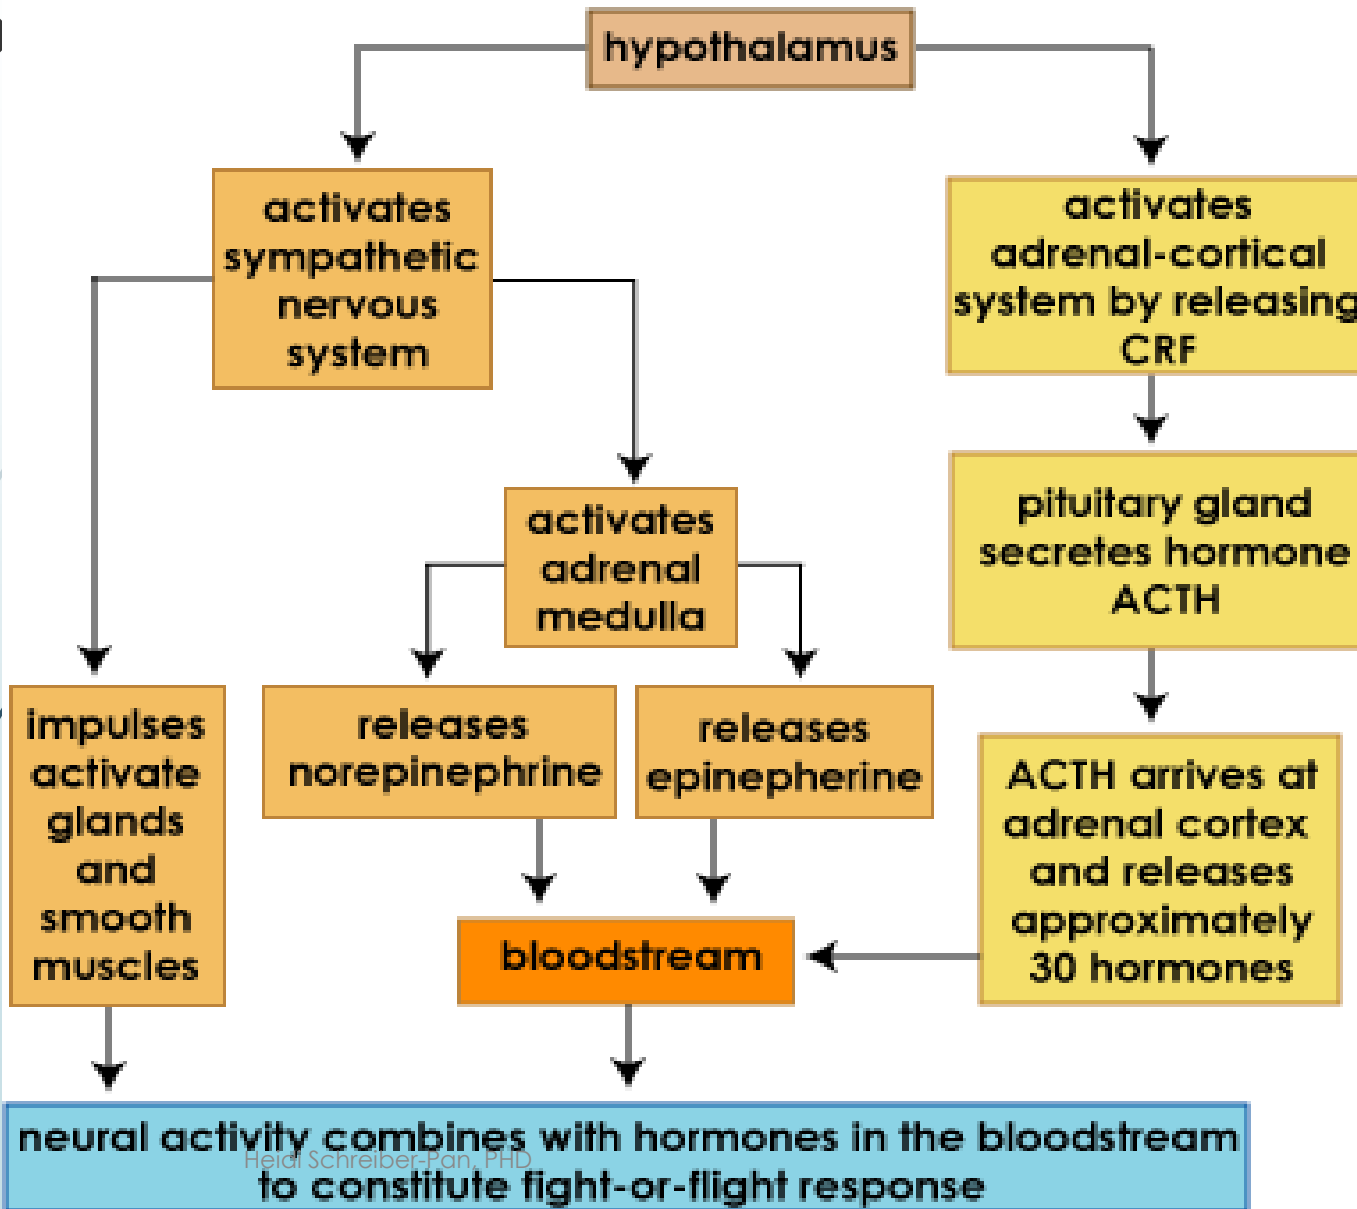 hypothalamus
activates
sympathetic
nervous
system
activates
adrenal-cortical
system by releasing
CRF
activates
adrenal
medulla
pituitary gland
secretes hormone
ACTH
impulses
activate
glands
and
smooth
muscles
releases
norepinephrine
releases
epinepherine
ACTH arrives at
adrenal cortex
and releases
approximately
30 hormones
bloodstream
neural activity combines with hormones in the bloodstream
Heidi Schreiber-Pan, PHD
to constitute fight-or-flight response